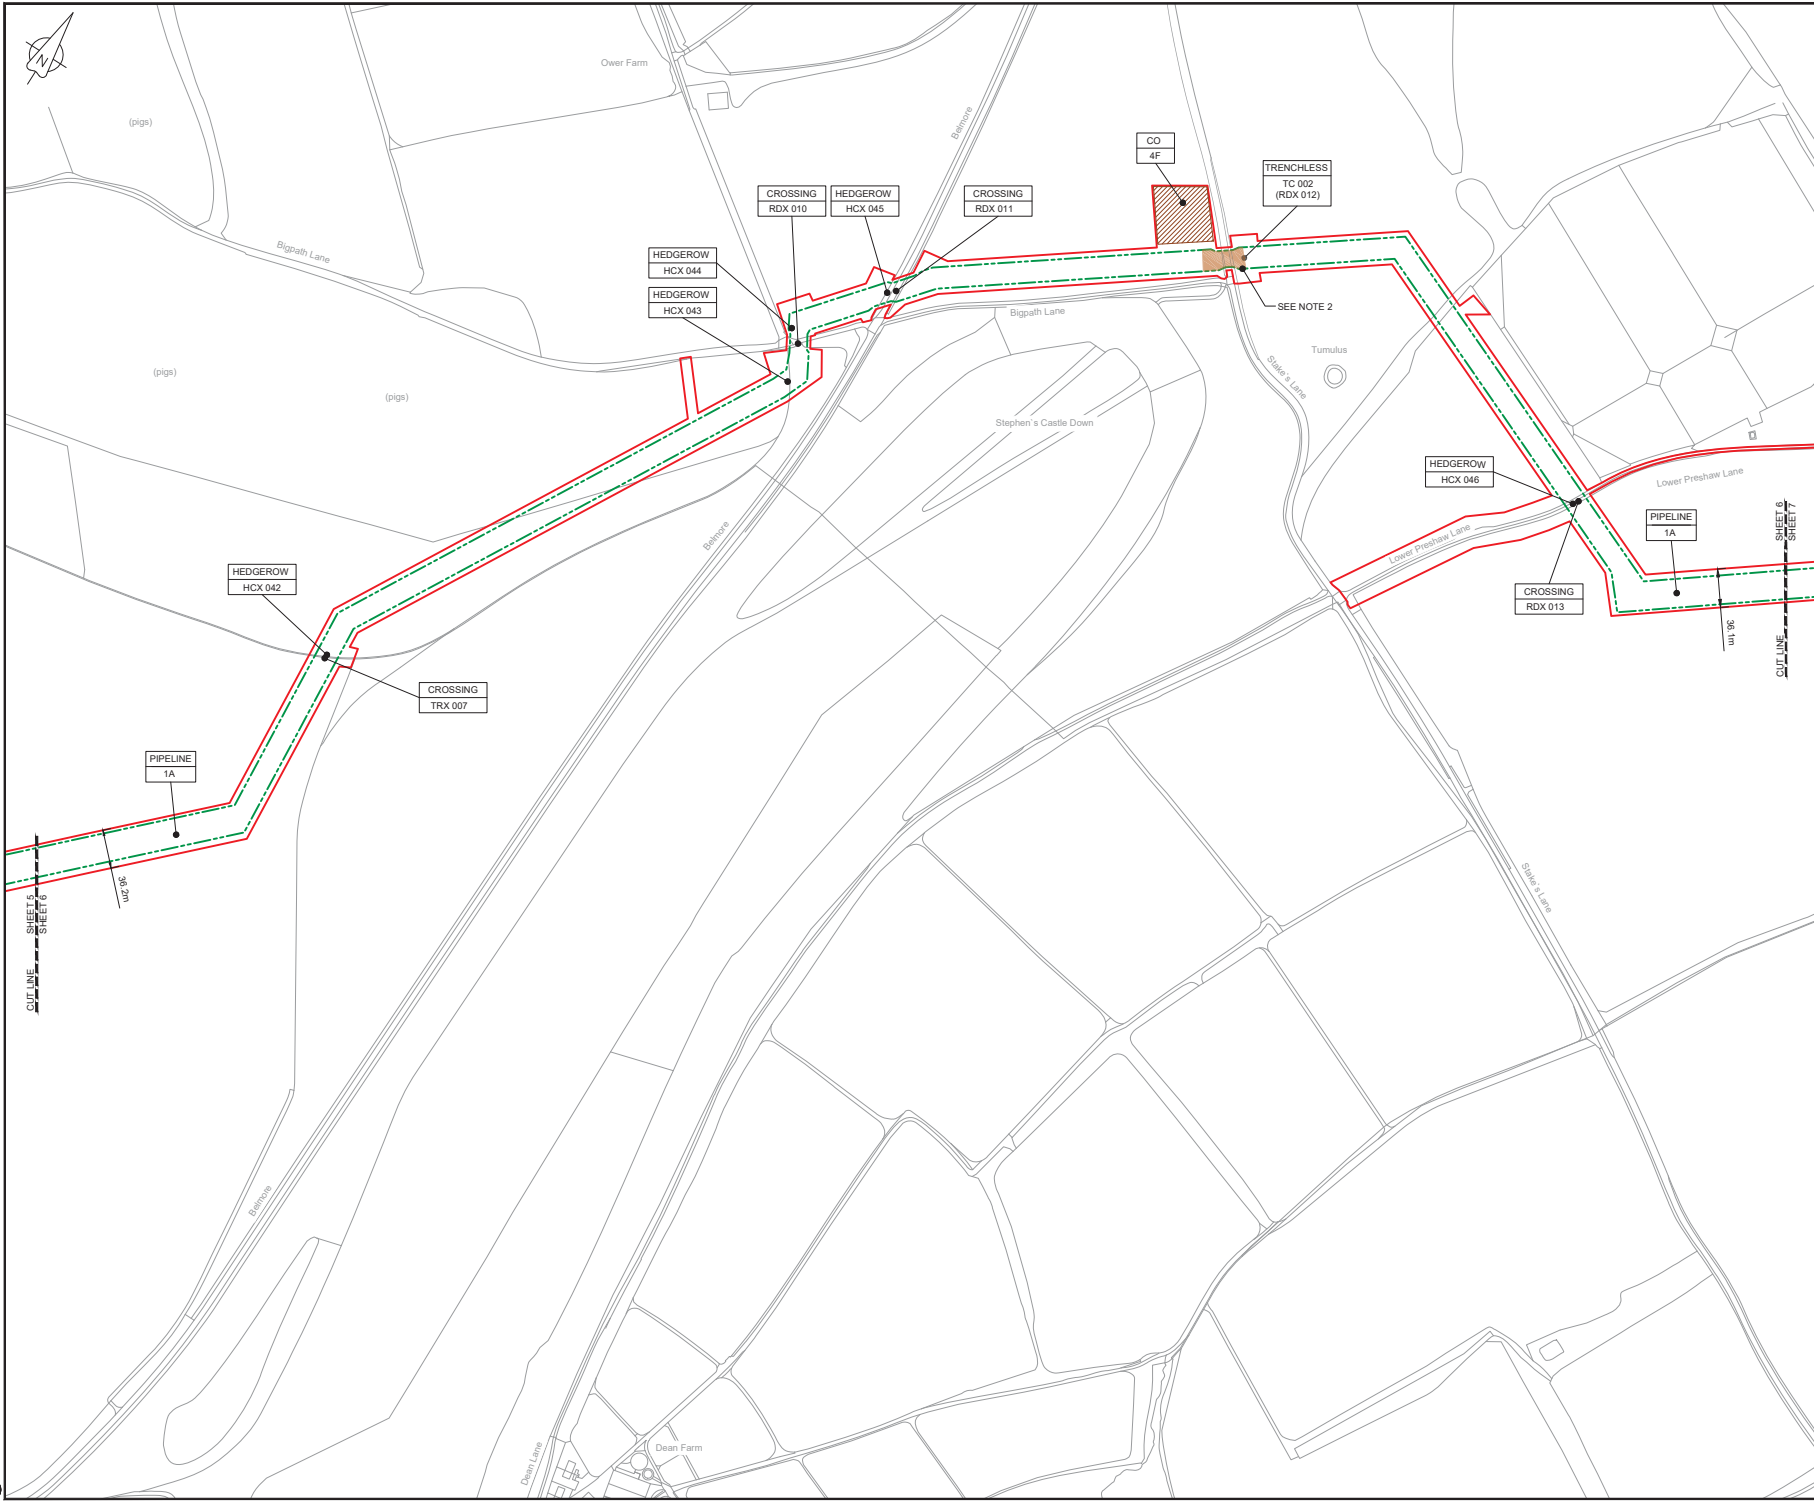 N
Ower Farm
(pigs)
Belmore
CO
4F
TRENCHLESS
TC 002
(RDX 012)
CROSSING
RDX 010
HEDGEROW
HCX 045
CROSSING
RDX 011
Bigpath Lane
HEDGEROW
HCX 044
HEDGEROW
HCX 043
SEE NOTE 2
Bigpath Lane
Tumulus
Stake's Lane
(pigs)
(pigs)
Stephen's Castle Down
HEDGEROW
HCX 046
Lower Preshaw Lane
PIPELINE
1A
SHEET 6
SHEET 7
CUT LINE
Belmore
Lower Preshaw Lane
HEDGEROW
HCX 042
CROSSING
RDX 013
36.1m
CROSSING
TRX 007
PIPELINE
1A
36.2m
SHEET 5
SHEET 6
CUT LINE
Stake's Lane
Belmore
Dean Lane
Dean Farm